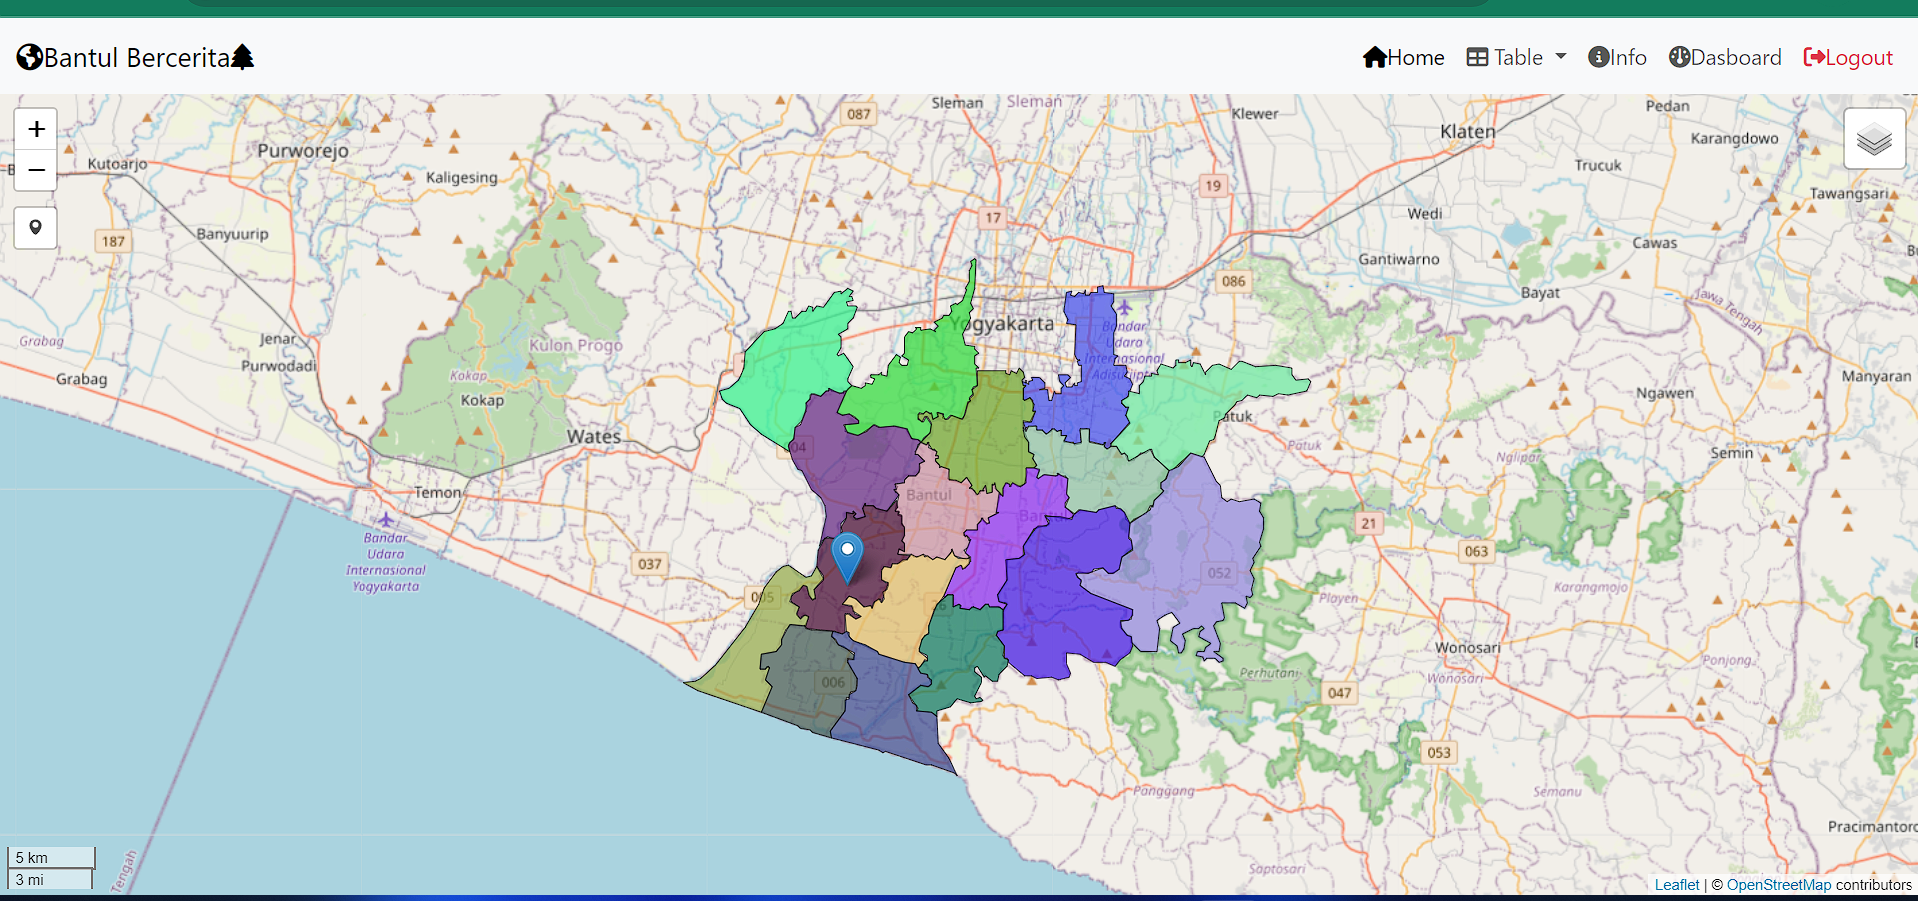 Bantul Bercerita
Home
Table
Info
Dasboard
Logout
+
−
Sleman
Sleman
087
Klewer
Pedan
Klaten
Karangdowo
Kutoarjo
Purworejo
Kaligesing
Trucuk
19
Tawangsari
187
Banyuurip
17
Wedi
Cawas
Gantiwarno
086
Bayat
Jawa Tengah
Yogyakarta
Bandar
Udara
Internasional
Grabag
Jenar
Kulon Progo
Purwodadi
Grabag
Kokap
Kokap
Manyaran
Ngawen
Patuk
Wates
Patuk
04
Semin
Nglipar
Temon
Bantul
Bantul
Bandar
Udara
Internasional
Yogyakarta
21
063
037
052
005
Karangmojo
Playen
Wonosari
Wonosari
Perhutani
Ponjong
006
047
053
Panggang
Semanu
Pracimantoro
5 km
3 mi
Tengah
Saptosari
Leaflet | © OpenStreetMap contributors